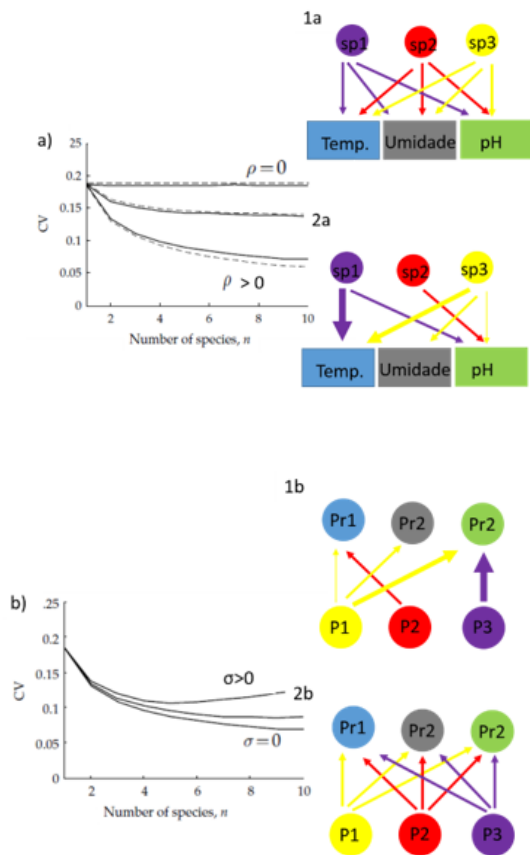 1a
sp1 sp2 sp3
Temp. Umidade pH
a)
.25
0.2
0.15
0.1
0.05
0
CV
ρ = 0
2a
ρ > 0
2 4 6 8 10
Number of species, n
sp1 sp2 sp3
Temp. Umidade pH
1b
Pr1 Pr2 Pr2
P1 P2 P3
b)
.25
0.2
0.15
0.1
0.05
0
CV
σ>0
2b
σ = 0
2 4 6 8 10
Number of species, n
Pr1 Pr2 Pr2
P1 P2 P3